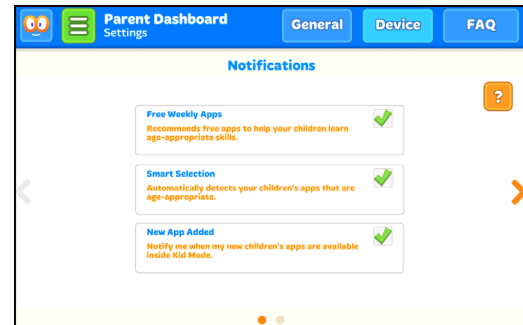 Parent Dashboard
Settings
General
Device
FAQ
Notifications
?
Free Weekly Apps
Recommends free apps to help your children learn
age-appropriate skills.
Smart Selection
Automatically detects your children's apps that are
age-appropriate.
New App Added
Notify me when my new children's apps are available
inside Kid Mode.